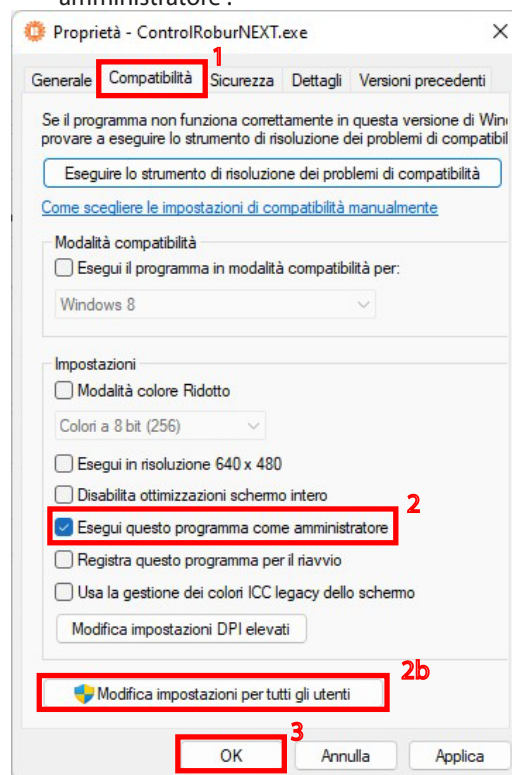 amministratore".
Proprietà - ControlRoburNEXT.exe
1
Generale Compatibilità Sicurezza Dettagli Versioni precedenti
Se il programma non funziona correttamente in questa versione di Win
provare a eseguire lo strumento di risoluzione dei problemi di compatibil
Eseguire lo strumento di risoluzione dei problemi di compatibilità
Come scegliere le impostazioni di compatibilità manualmente
Modalità compatibilità
Esegui il programma in modalità compatibilità per:
Windows 8
Impostazioni
Modalità colore Ridotto
Colori a 8 bit (256)
Esegui in risoluzione 640 x 480
Disabilita ottimizzazioni schermo intero
2
Esegui questo programma come amministratore
Registra questo programma per il riavvio
Usa la gestione dei colori ICC legacy dello schermo
Modifica impostazioni DPI elevati
2b
Modifica impostazioni per tutti gli utenti
3
OK Annulla Applica